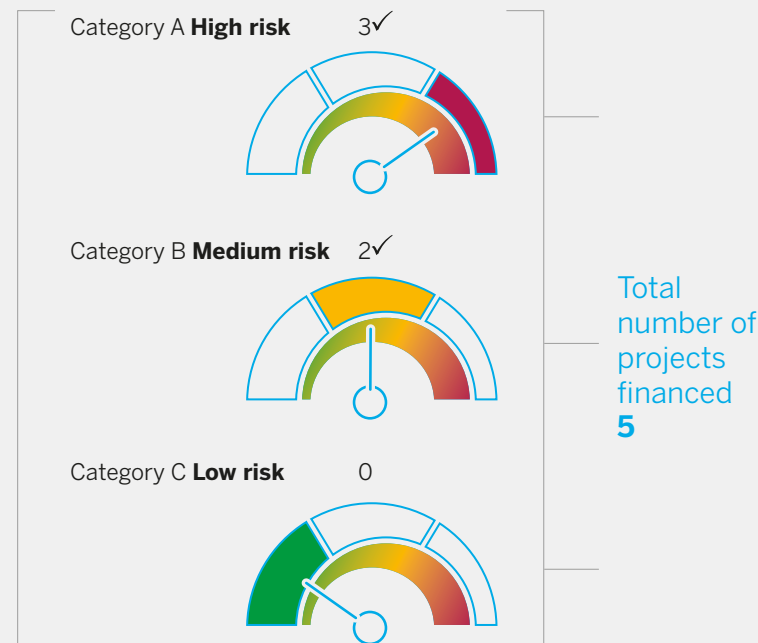 Category A High risk 3✓
Category B Medium risk 2✓
Category C Low risk 0
Total
number of
projects
financed
5